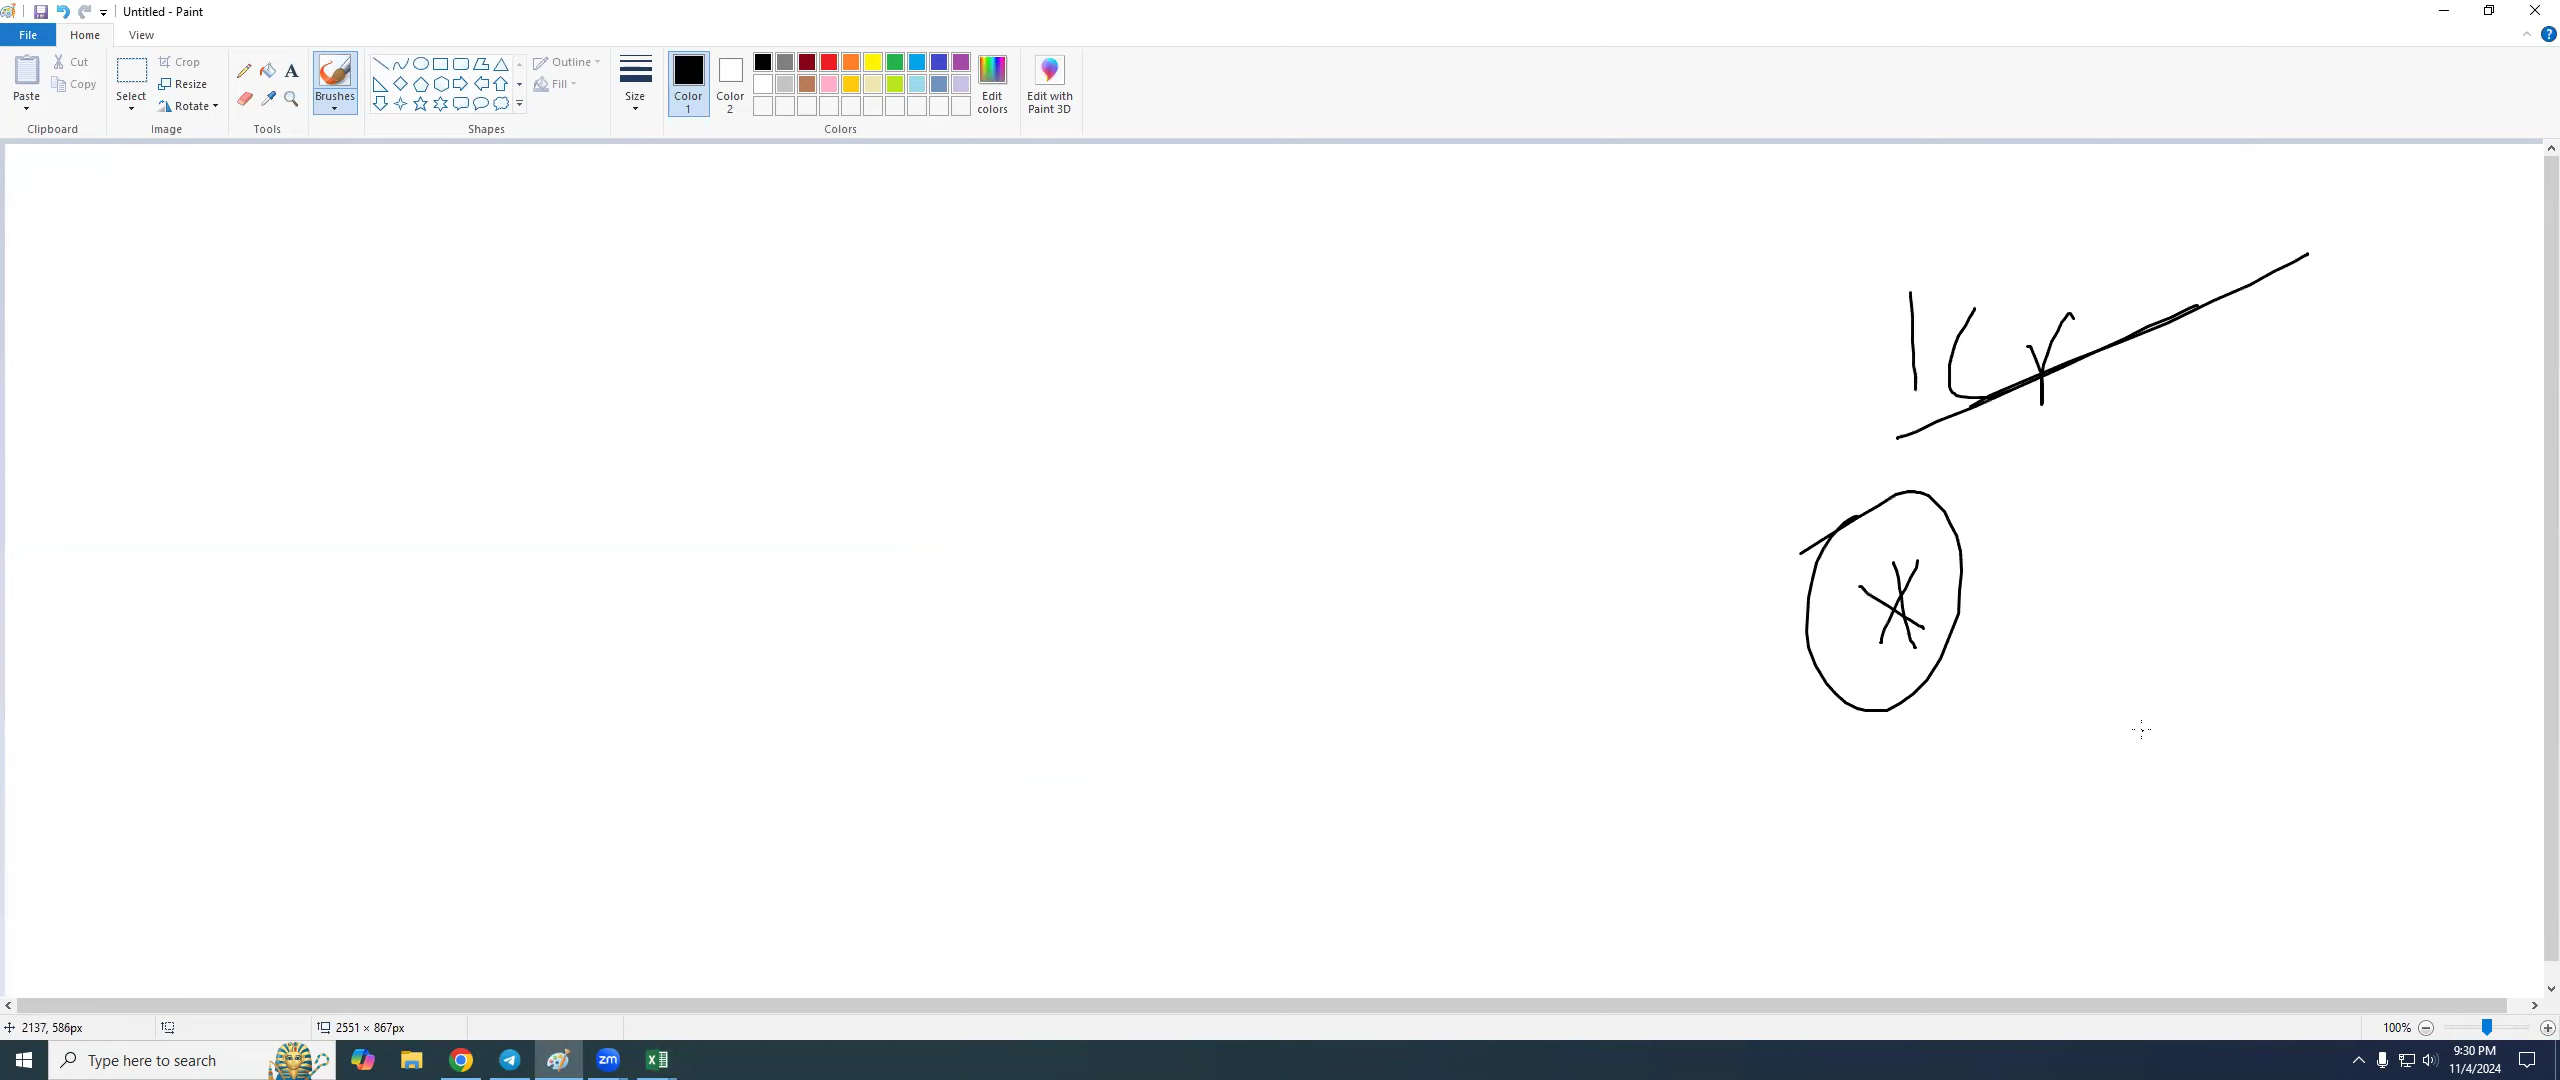 Untitled - Paint
File Home View
Paste
Cut
Copy
Clipboard
Select
Crop
Resize
Rotate
Image
Tools
Brushes
Outline
Fill
Shapes
Size
Color 1
Color 2
Edit colors
Edit with Paint 3D
Colors
2137, 586px
2551 × 867px
100%
Type here to search
zm
9:30 PM
11/4/2024